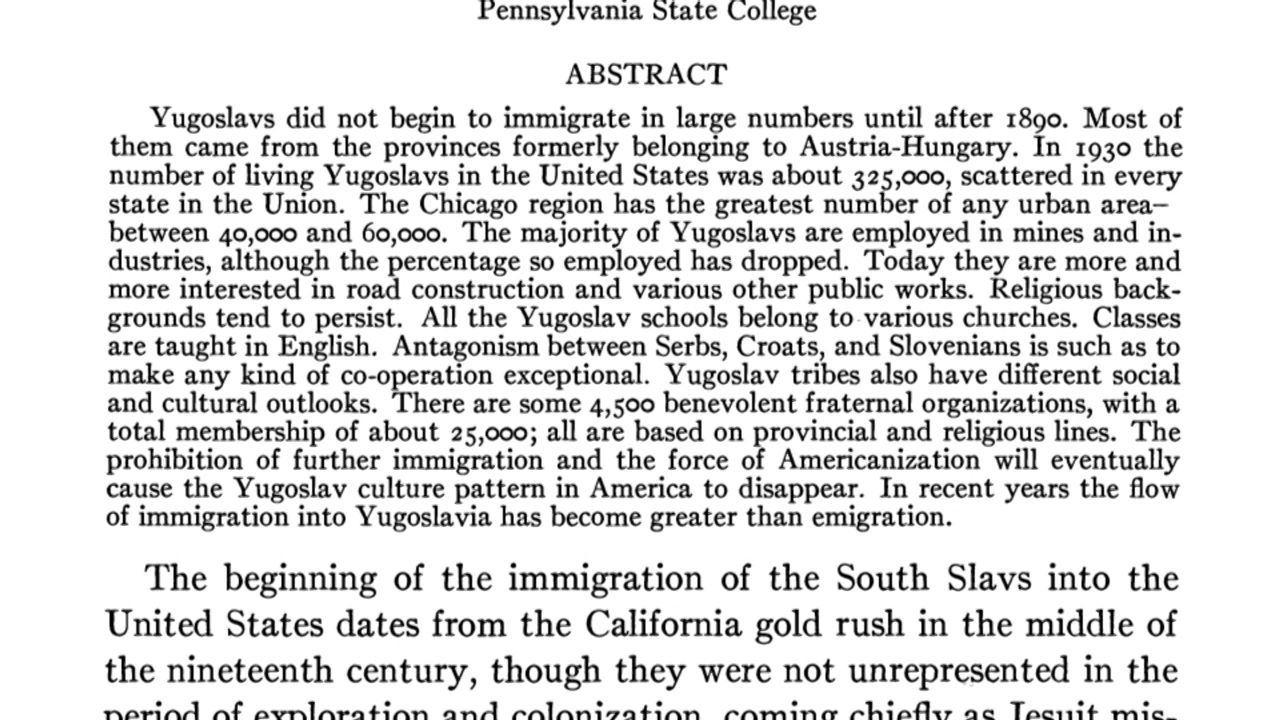 Pennsylvania State College
ABSTRACT
Yugoslavs did not begin to immigrate in large numbers until after 1890. Most of
them came from the provinces formerly belonging to Austria-Hungary. In 1930 the
number of living Yugoslavs in the United States was about 325,000, scattered in every
state in the Union. The Chicago region has the greatest number of any urban area—
between 40,000 and 60,000. The majority of Yugoslavs are employed in mines and in-
dustries, although the percentage so employed has dropped. Today they are more and
more interested in road construction and various other public works. Religious back-
grounds tend to persist. All the Yugoslav schools belong to various churches. Classes
are taught in English. Antagonism between Serbs, Croats, and Slovenians is such as to
make any kind of co-operation exceptional. Yugoslav tribes also have different social
and cultural outlooks. There are some 4,500 benevolent fraternal organizations, with a
total membership of about 25,000; all are based on provincial and religious lines. The
prohibition of further immigration and the force of Americanization will eventually
cause the Yugoslav culture pattern in America to disappear. In recent years the flow
of immigration into Yugoslavia has become greater than emigration.
The beginning of the immigration of the South Slavs into the
United States dates from the California gold rush in the middle of
the nineteenth century, though they were not unrepresented in the
period of exploration and colonization, coming chiefly as Jesuit mis-